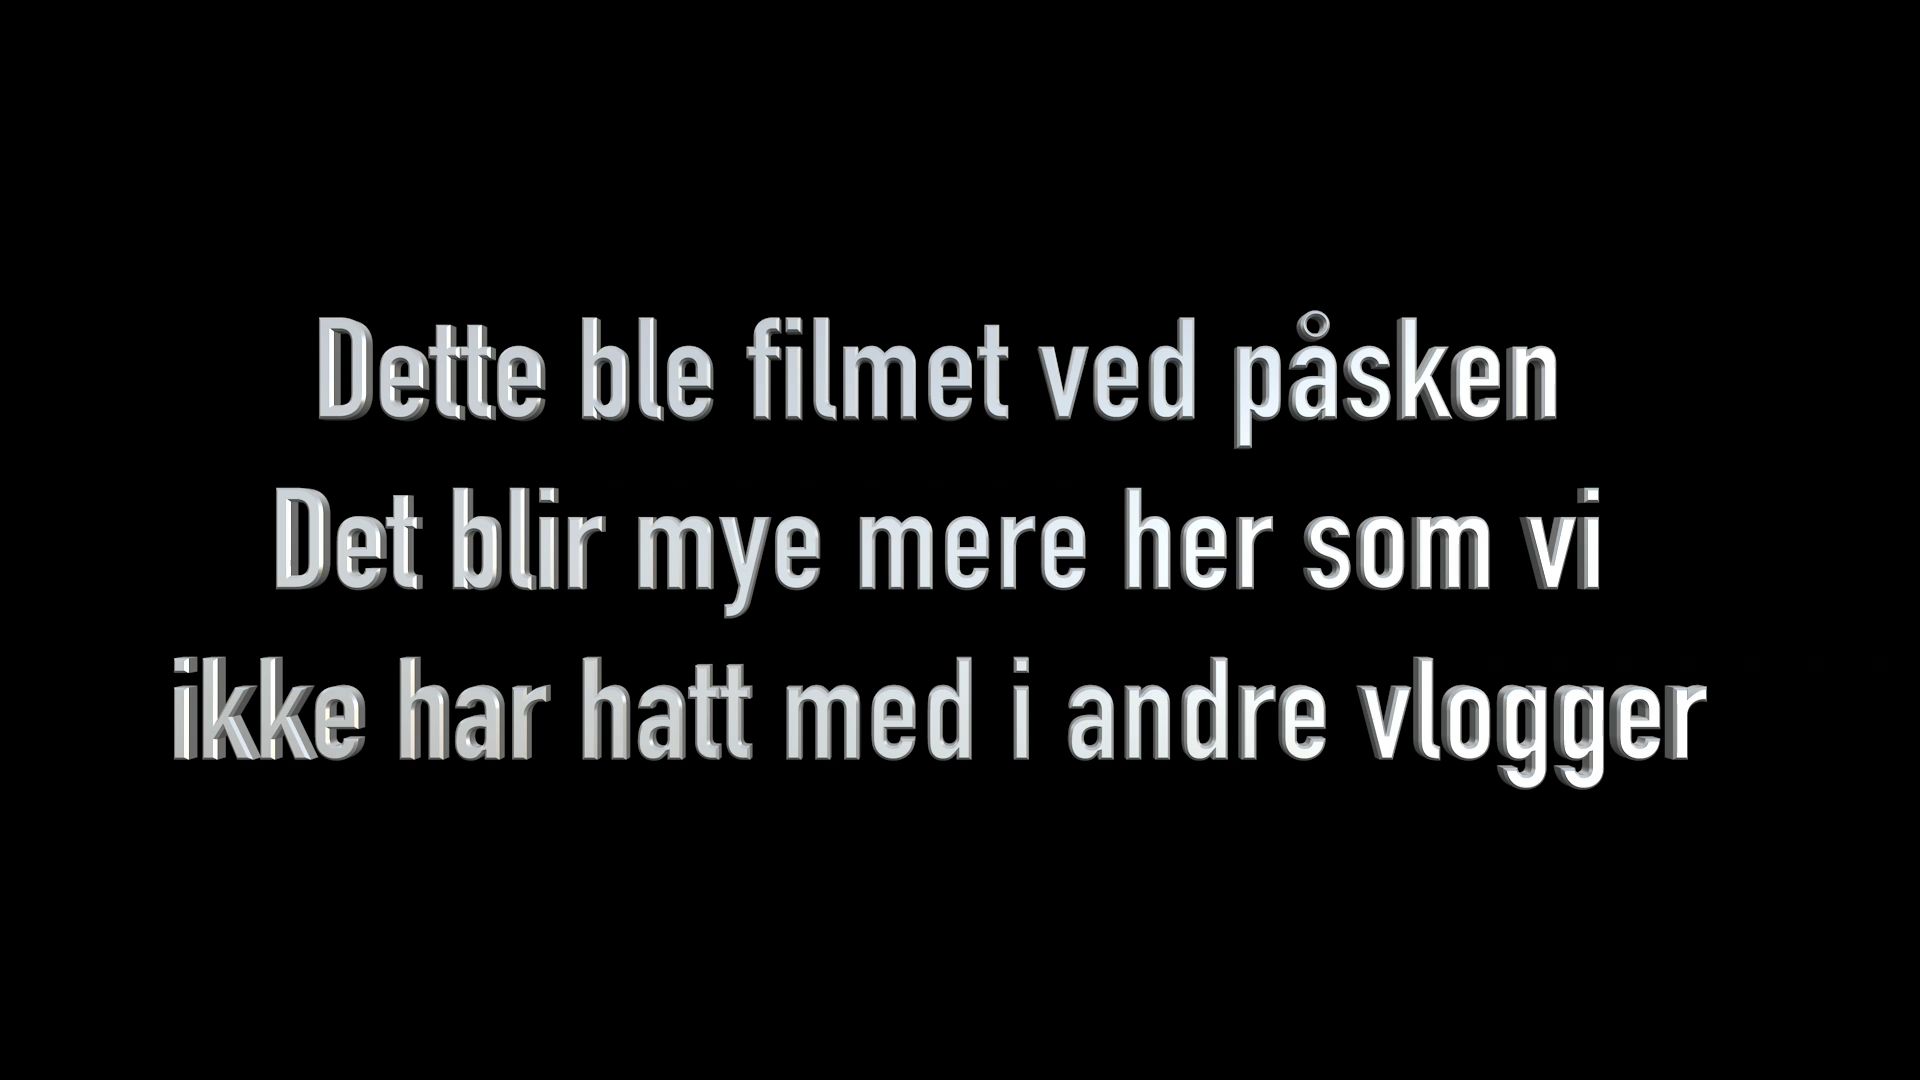 Dette ble filmet ved påsken
Det blir mye mere her som vi
ikke har hatt med i andre vlogger